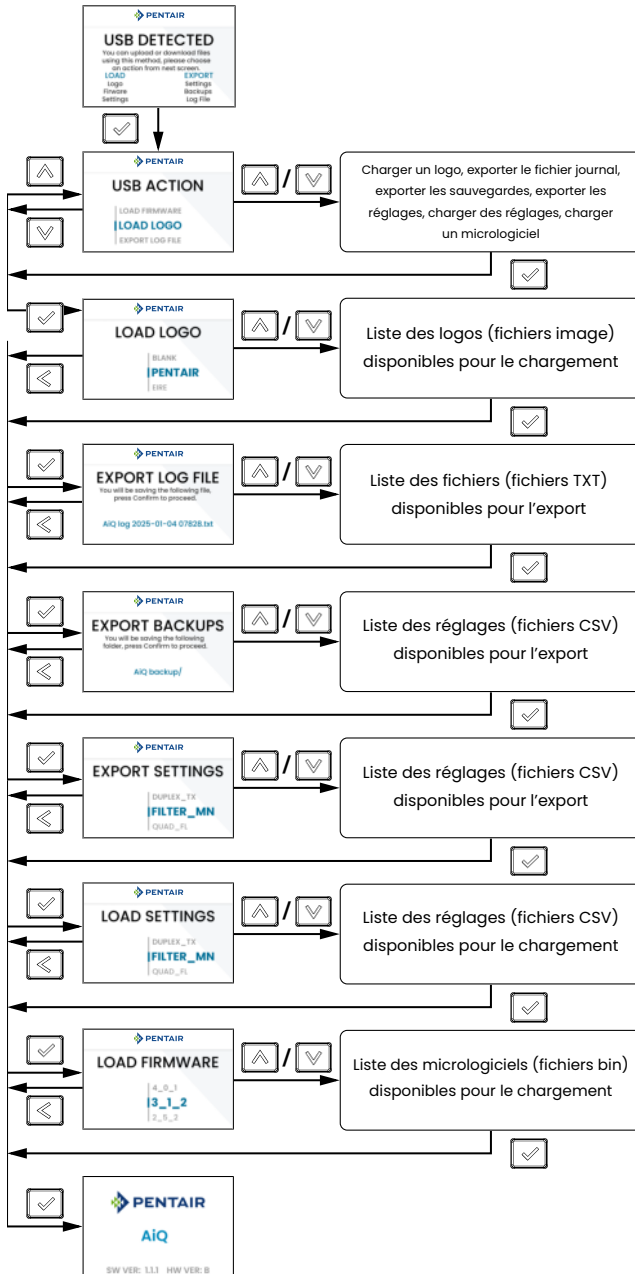 PENTAIR
USB DETECTED
You can upload or download files
using this method, please choose
an action from next screen.
LOAD EXPORT
Logo Settings
Firware Backups
Settings Log File
PENTAIR
USB ACTION
LOAD FIRMWARE
LOAD LOGO
EXPORT LOG FILE
/
Charger un logo, exporter le fichier journal,
exporter les sauvegardes, exporter les
réglages, charger des réglages, charger
un micrologiciel
PENTAIR
LOAD LOGO
BLANK
PENTAIR
EIRE
/
Liste des logos (fichiers image)
disponibles pour le chargement
PENTAIR
EXPORT LOG FILE
You will be saving the following file,
press Confirm to proceed.
AiQ log 2025-01-04 07828.txt
/
Liste des fichiers (fichiers TXT)
disponibles pour l'export
PENTAIR
EXPORT BACKUPS
You will be saving the following
folder, press Confirm to proceed.
AiQ backup/
/
Liste des réglages (fichiers CSV)
disponibles pour l'export
PENTAIR
EXPORT SETTINGS
DUPLEX_TX
FILTER_MN
QUAD_FL
/
Liste des réglages (fichiers CSV)
disponibles pour l'export
PENTAIR
LOAD SETTINGS
DUPLEX_TX
FILTER_MN
QUAD_FL
/
Liste des réglages (fichiers CSV)
disponibles pour le chargement
PENTAIR
LOAD FIRMWARE
4_0_1
3_1_2
2_5_2
/
Liste des micrologiciels (fichiers bin)
disponibles pour le chargement
PENTAIR
AiQ
SW VER: 1.1.1 HW VER: B